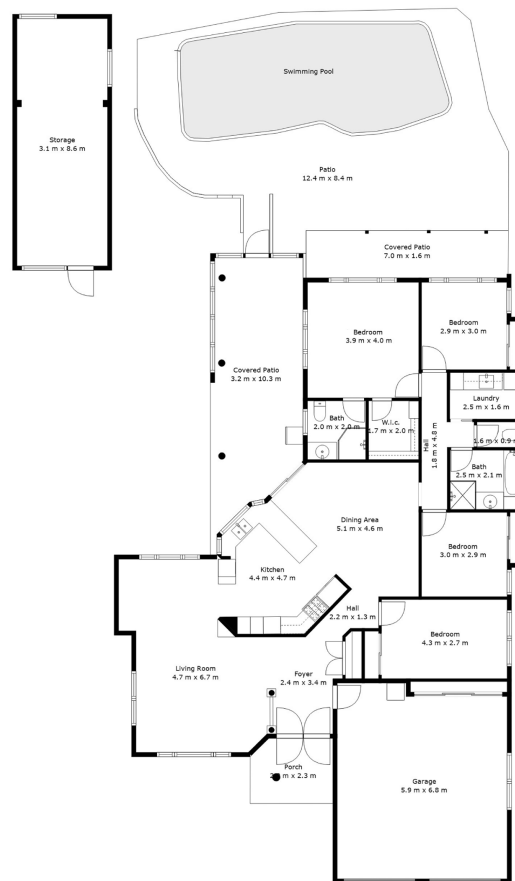 Swimming Pool
Storage
3.1 m x 8.6 m
Patio
12.4 m x 8.4 m
Covered Patio
7.0 m x 1.6 m
Bedroom
3.9 m x 4.0 m
Bedroom
2.9 m x 3.0 m
Covered Patio
3.2 m x 10.3 m
Laundry
2.5 m x 1.6 m
Bath
2.0 m x 2.0 m
W.i.c.
1.7 m x 2.0 m
Hall
1.8 m x 4.8 m
1.6 m x 0.9 m
Bath
2.5 m x 2.1 m
Dining Area
5.1 m x 4.6 m
Bedroom
3.0 m x 2.9 m
Kitchen
4.4 m x 4.7 m
Hall
2.2 m x 1.3 m
Bedroom
4.3 m x 2.7 m
Living Room
4.7 m x 6.7 m
Foyer
2.4 m x 3.4 m
Porch
m x 2.3 m
Garage
5.9 m x 6.8 m